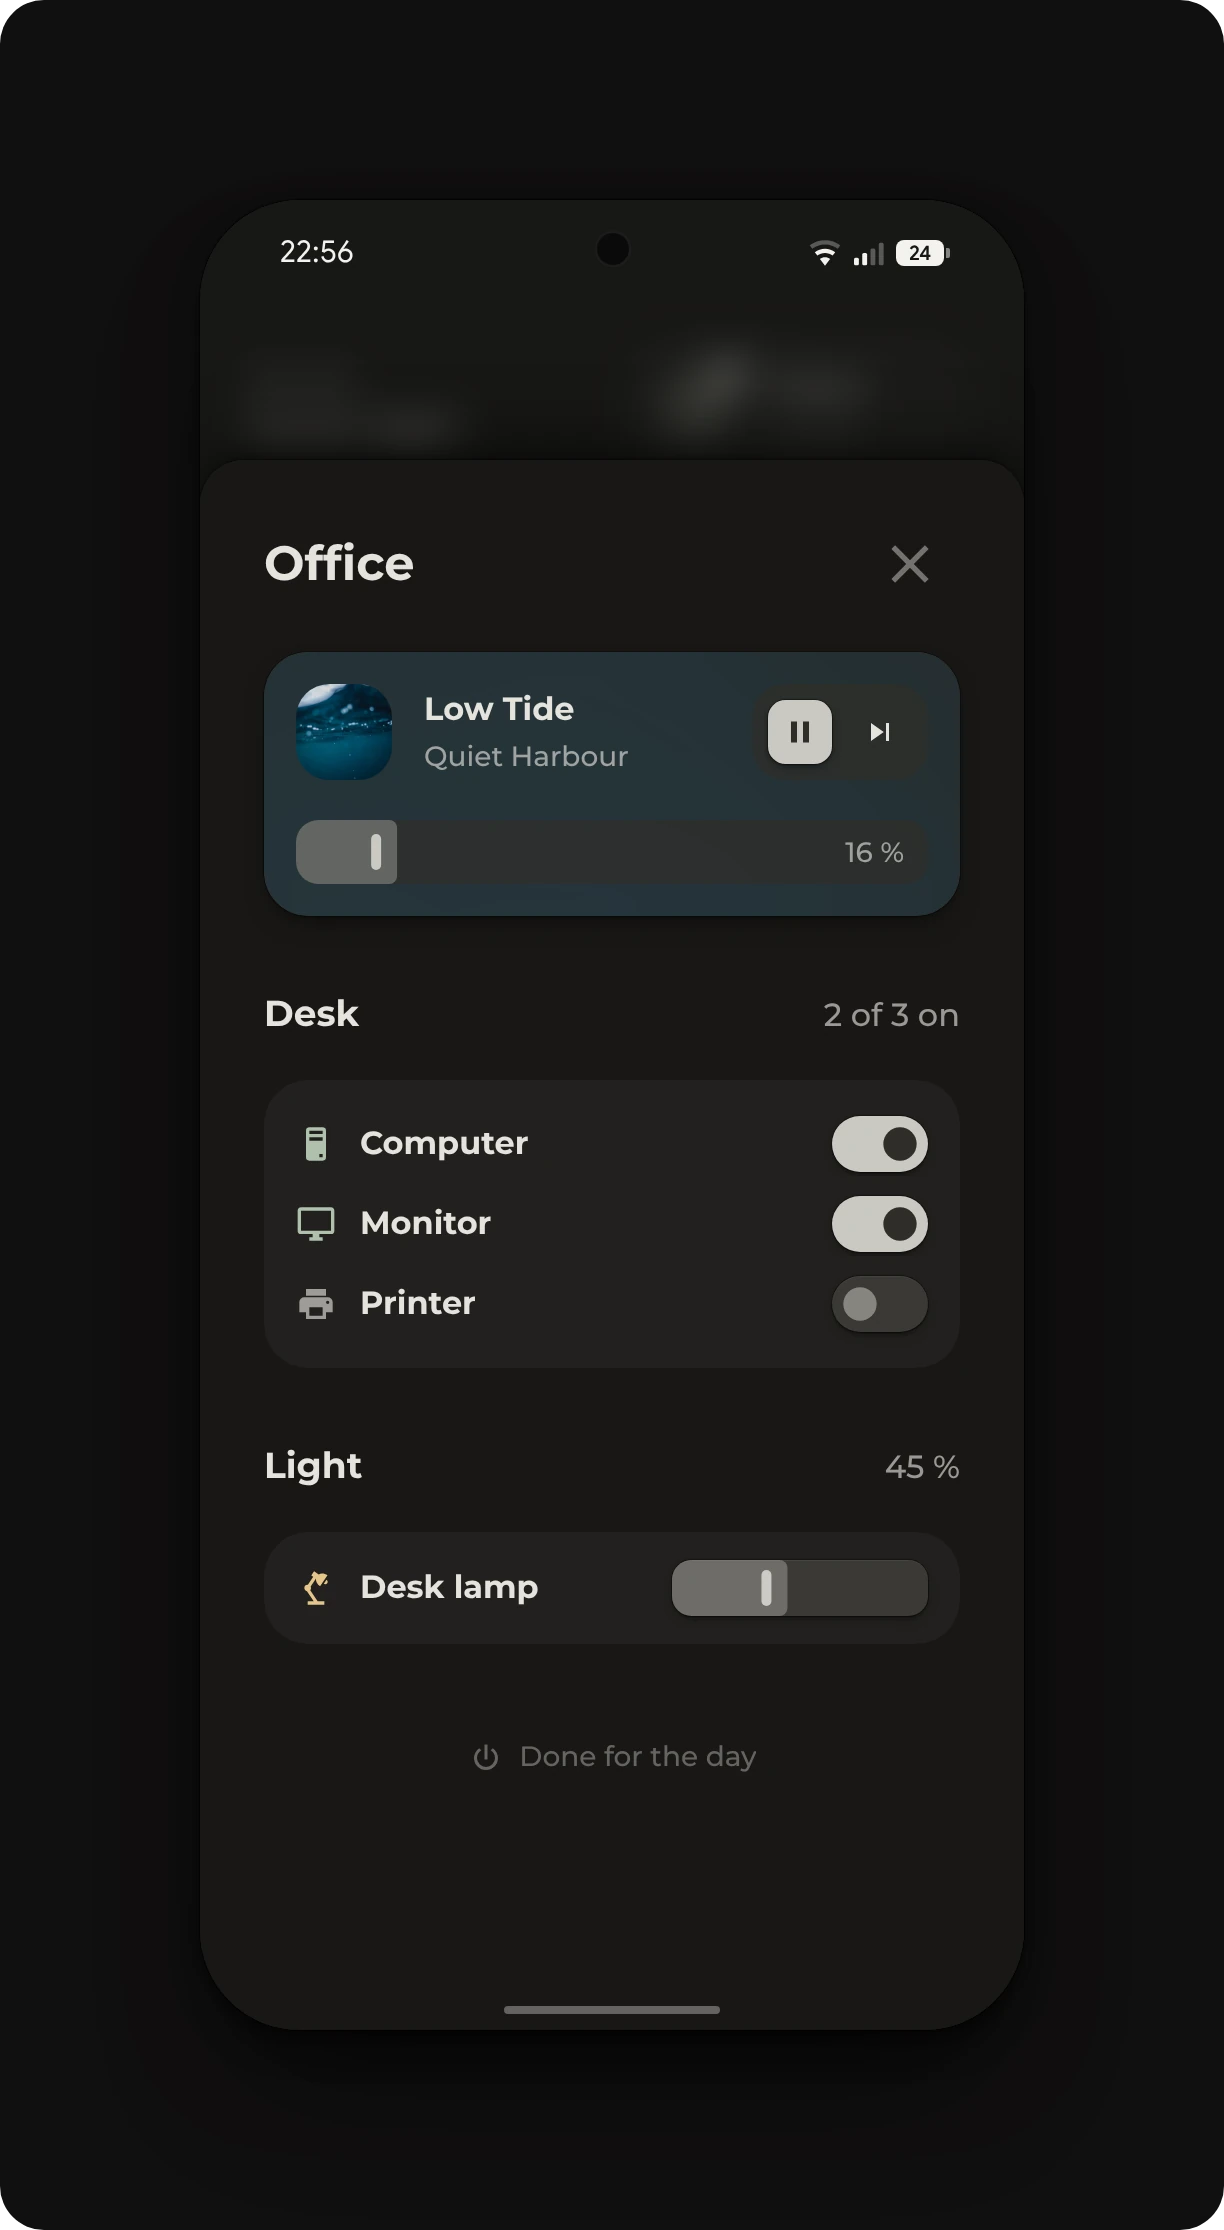 22:56
24
Office
Low Tide
Quiet Harbour
16 %
Desk
2 of 3 on
Computer
Monitor
Printer
Light
45 %
Desk lamp
Done for the day